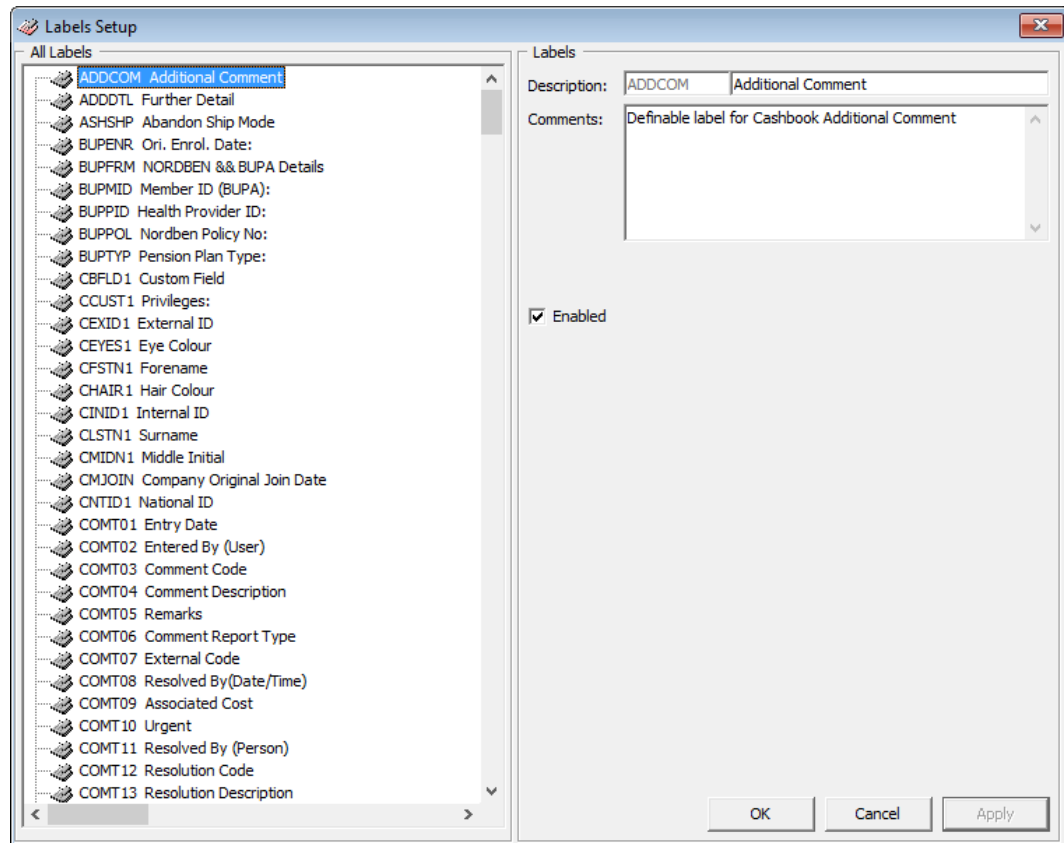 Labels Setup
All Labels
ADDCOM Additional Comment
ADDDTL Further Detail
ASHSHP Abandon Ship Mode
BUPENR Ori. Enrol. Date:
BUPFRM NORDBEN && BUPA Details
BUPMID Member ID (BUPA):
BUPPID Health Provider ID:
BUPPOL Nordben Policy No:
BUPTYP Pension Plan Type:
CBFLD1 Custom Field
CCUST1 Privileges:
CEXID1 External ID
CEYES1 Eye Colour
CFSTN1 Forename
CHAIR1 Hair Colour
CINID1 Internal ID
CLSTN1 Surname
CMIDN1 Middle Initial
CMJOIN Company Original Join Date
CNTID1 National ID
COMT01 Entry Date
COMT02 Entered By (User)
COMT03 Comment Code
COMT04 Comment Description
COMT05 Remarks
COMT06 Comment Report Type
COMT07 External Code
COMT08 Resolved By(Date/Time)
COMT09 Associated Cost
COMT10 Urgent
COMT11 Resolved By (Person)
COMT12 Resolution Code
COMT13 Resolution Description
Labels
Description: ADDCOM Additional Comment
Comments: Definable label for Cashbook Additional Comment
Enabled
OK Cancel Apply